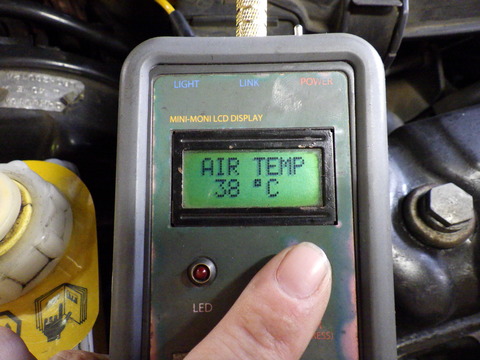 LIGHT LINK POWER
MINI-MONI LCD DISPLAY
AIR TEMP
38 °C
LED